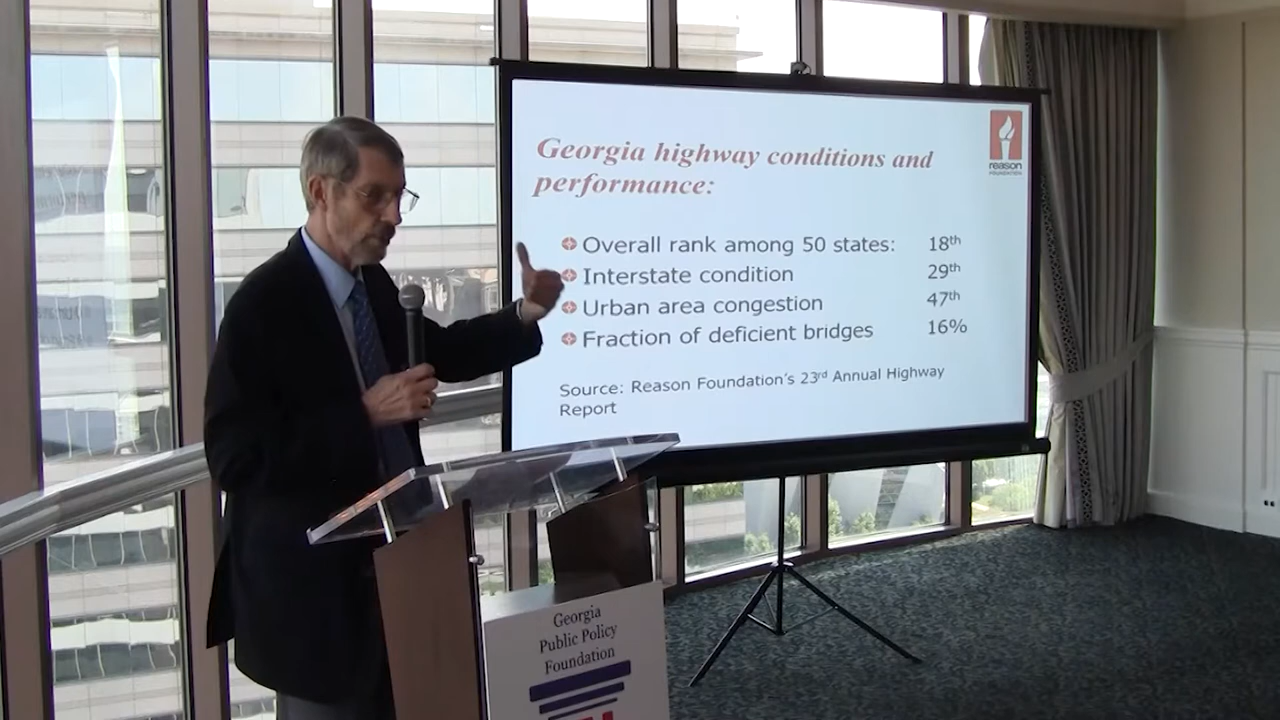 Georgia highway conditions and
performance:
reason
FOUNDATION
Overall rank among 50 states: 18th
Interstate condition 29th
Urban area congestion 47th
Fraction of deficient bridges 16%
Source: Reason Foundation's 23rd Annual Highway
Report
Georgia
Public Policy
Foundation